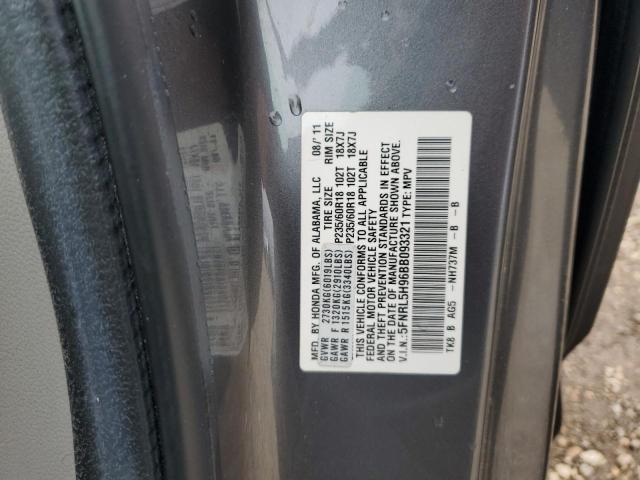 MFD. BY HONDA MFG. OF ALABAMA, LLC 08/'11
TIRE SIZE RIM SIZE
GVWR 2730KG(6019LBS)
GAWR F 1320KG(2910LBS) P235/60R18 102T 18X7J
GAWR R 1515KG(3340LBS) P235/60R18 102T 18X7J
THIS VEHICLE CONFORMS TO ALL APPLICABLE
FEDERAL MOTOR VEHICLE SAFETY
AND THEFT PREVENTION STANDARDS IN EFFECT
ON THE DATE OF MANUFACTURE SHOWN ABOVE.
V.I.N.:5FNRL5H96BB093321 TYPE: MPV
TK8 B AG5 -NH737M -B -B